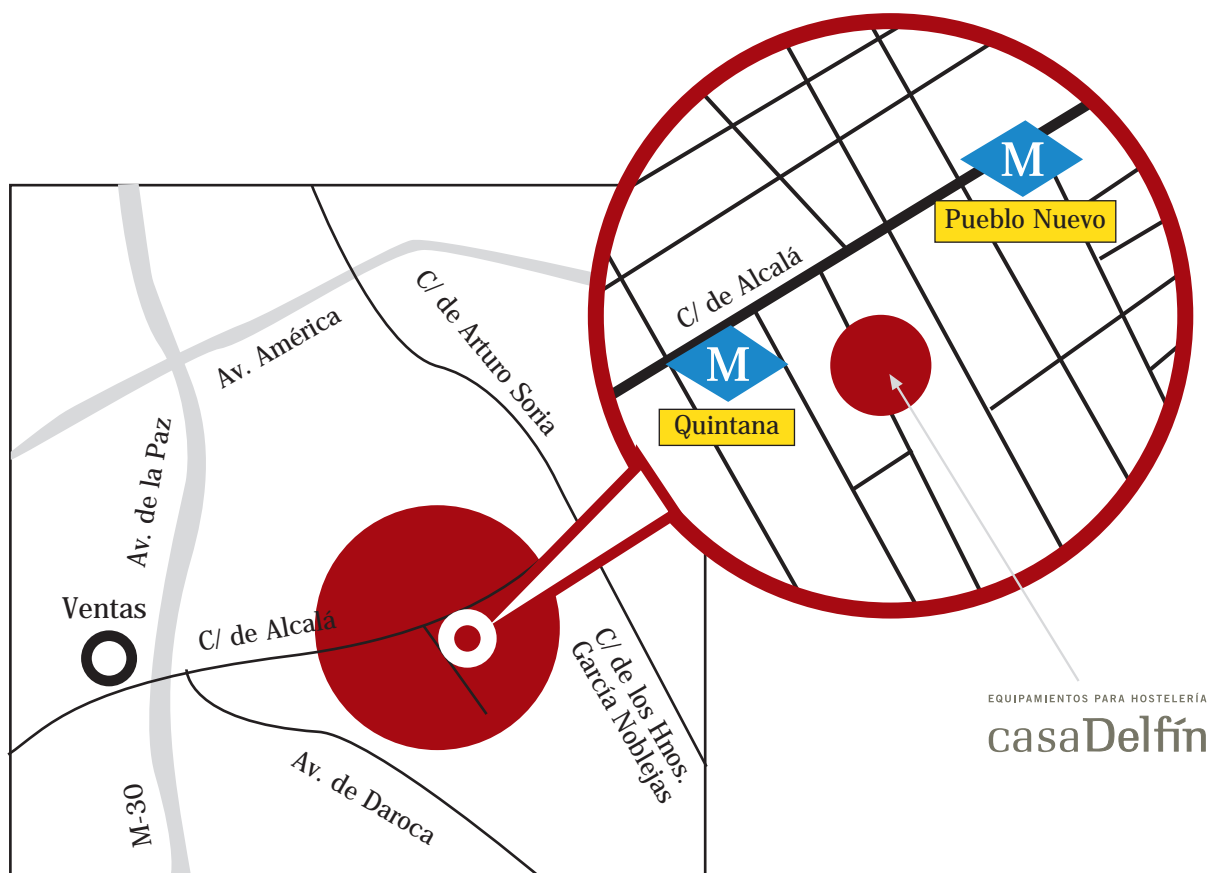 M
Pueblo Nuevo
C/ de Alcalá
M
Quintana
C/ de Arturo Soria
Av. América
Av. de la Paz
Ventas
C/ de Alcalá
C/ de los Hnos.
García Noblejas
Av. de Daroca
M-30
EQUIPAMIENTOS PARA HOSTELERÍA
casaDelfín